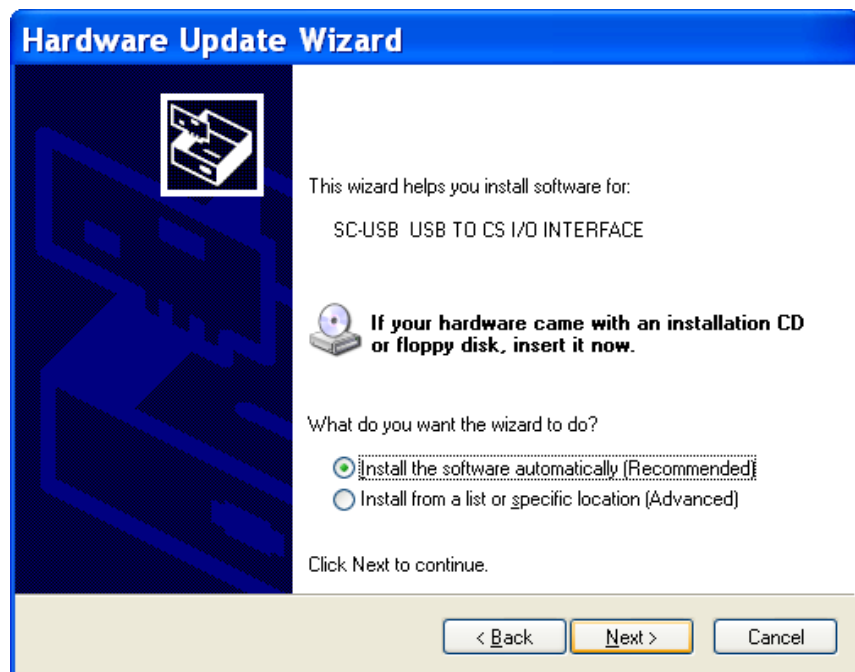 Hardware Update Wizard
This wizard helps you install software for:
SC-USB USB TO CS I/O INTERFACE
If your hardware came with an installation CD
or floppy disk, insert it now.
What do you want the wizard to do?
Install the software automatically (Recommended)
Install from a list or specific location (Advanced)
Click Next to continue.
< Back
Next >
Cancel